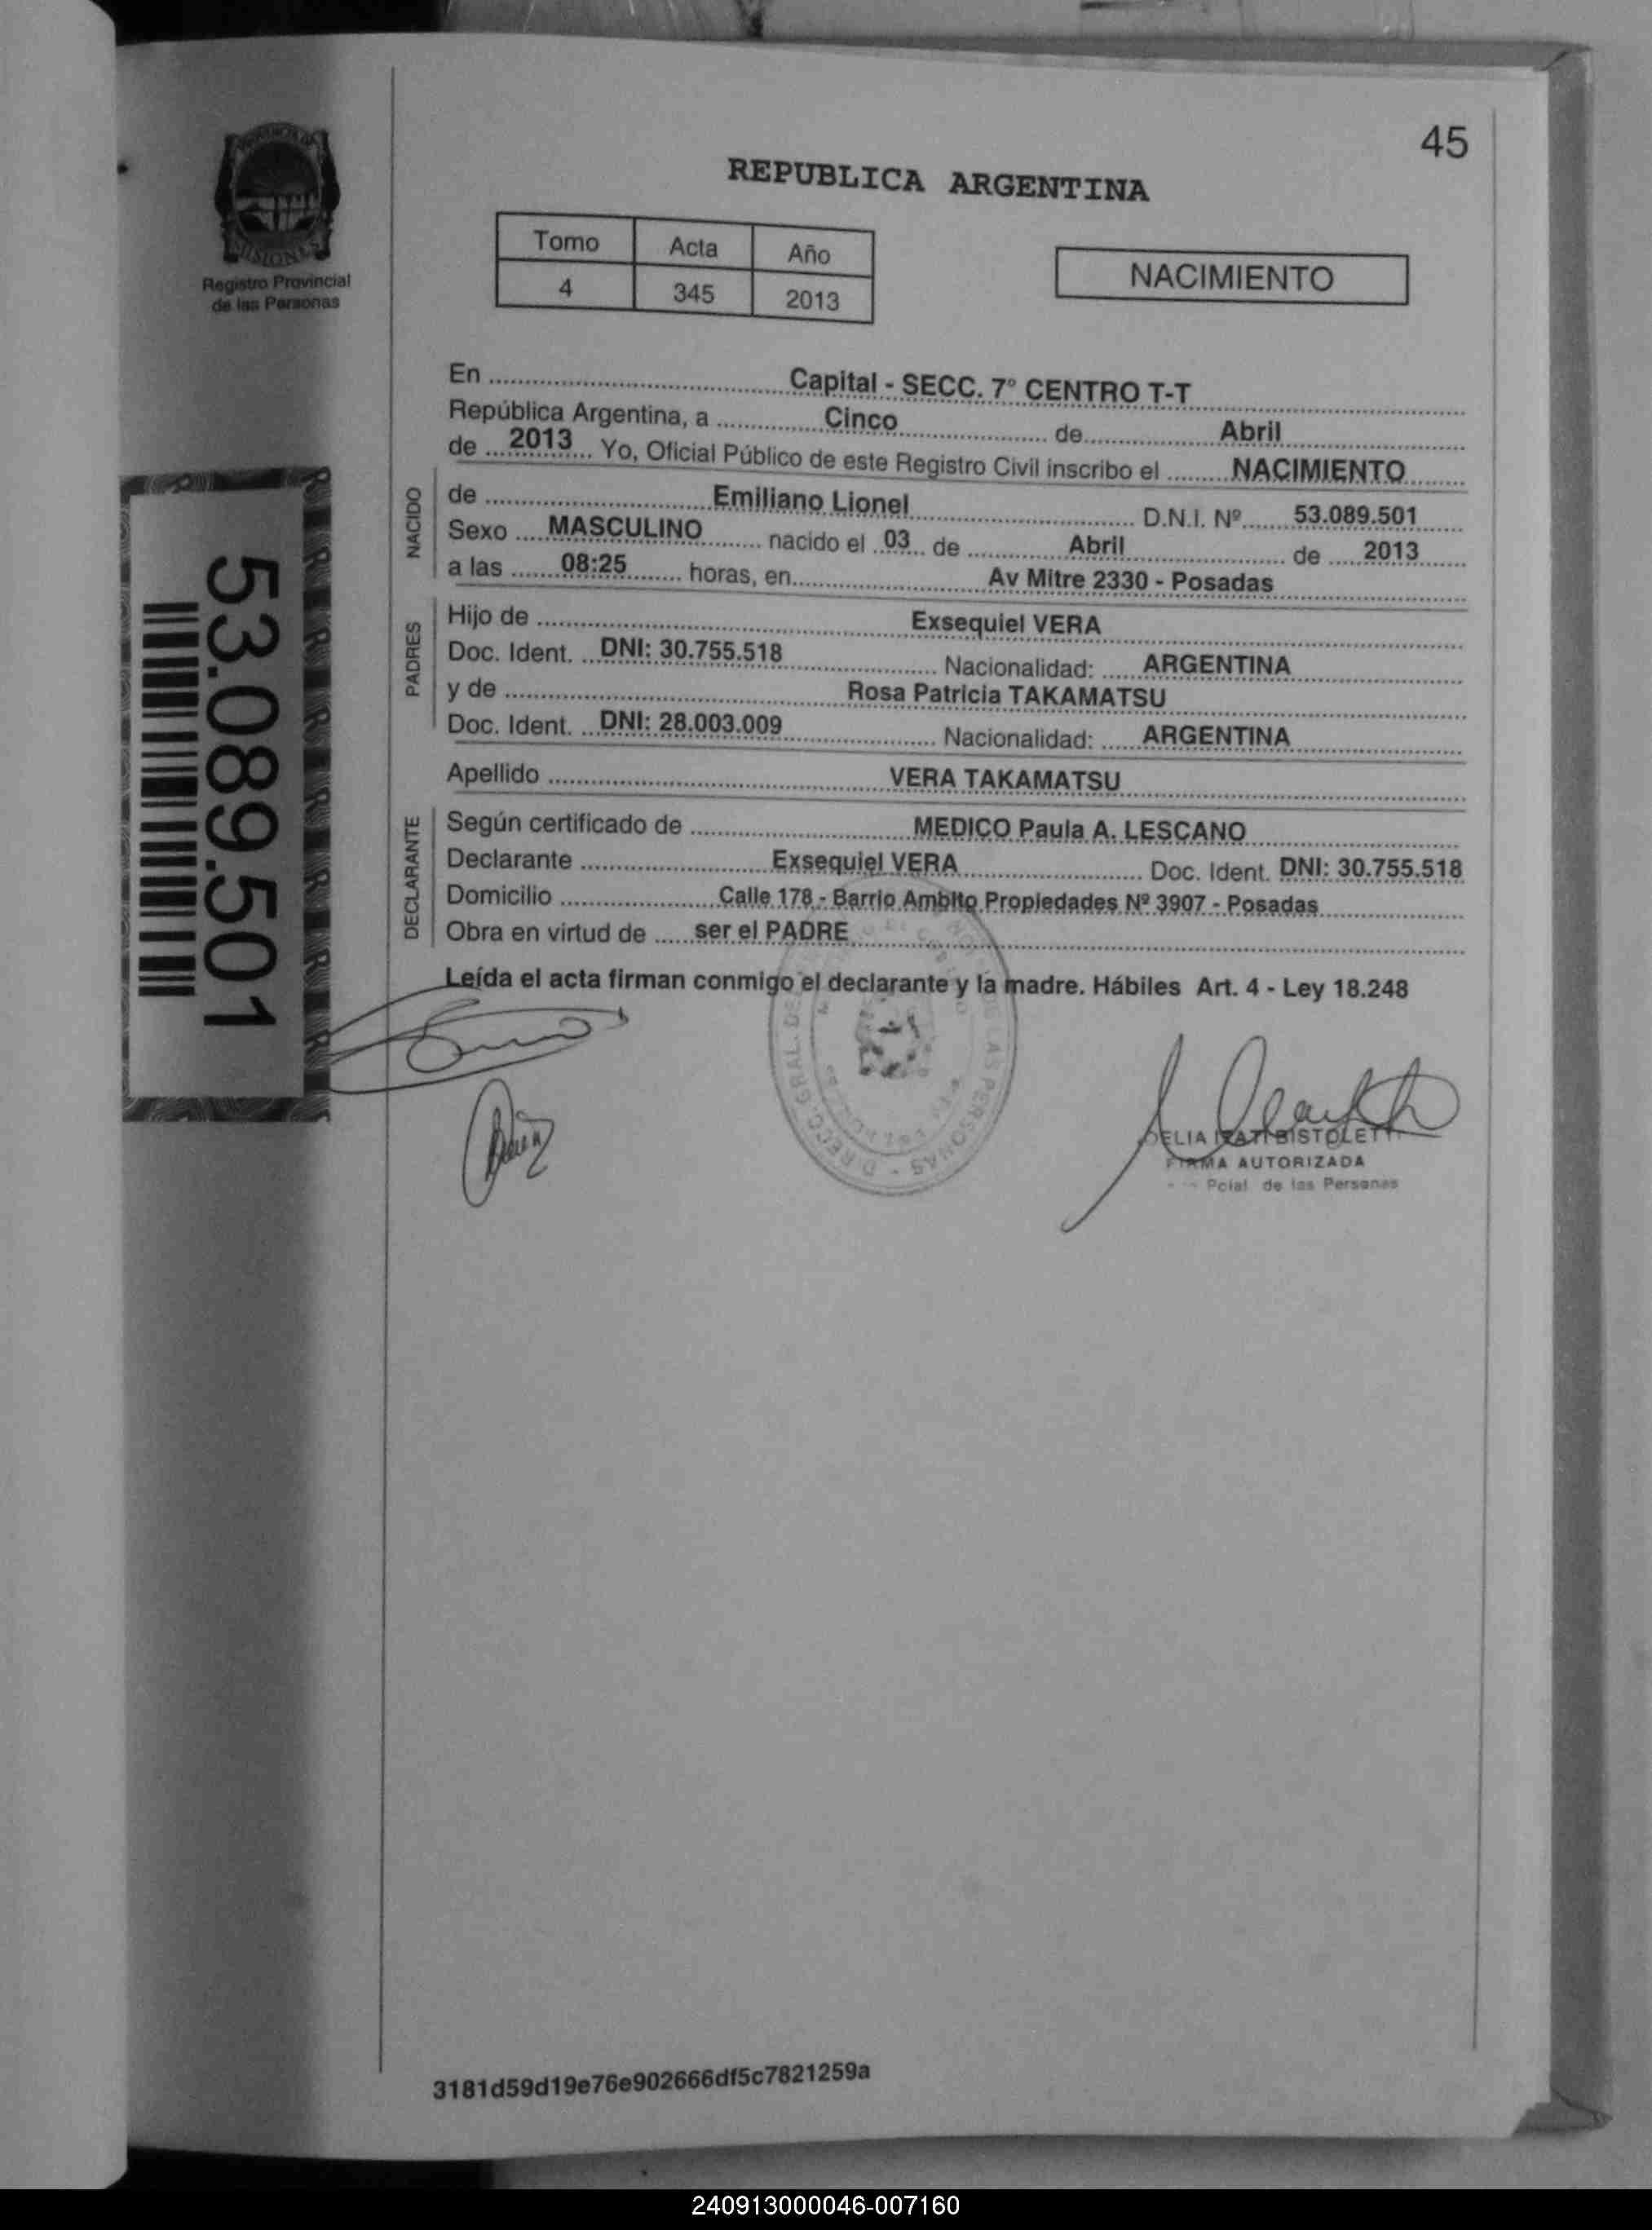 45
REPUBLICA ARGENTINA
PROVINCIA DE
MISIONES
Registro Provincial
de las Personas
Tomo Acta Año
4 345 2013
NACIMIENTO
En Capital - SECC. 7° CENTRO T-T
República Argentina, a Cinco de Abril
de 2013 Yo, Oficial Público de este Registro Civil inscribo el NACIMIENTO
NACIDO
de Emiliano Lionel D.N.I. Nº 53.089.501
Sexo MASCULINO nacido el 03 de Abril de 2013
a las 08:25 horas, en Av Mitre 2330 - Posadas
PADRES
Hijo de Exsequiel VERA
Doc. Ident. DNI: 30.755.518 Nacionalidad: ARGENTINA
y de Rosa Patricia TAKAMATSU
Doc. Ident. DNI: 28.003.009 Nacionalidad: ARGENTINA
Apellido VERA TAKAMATSU
DECLARANTE
Según certificado de MEDICO Paula A. LESCANO
Declarante Exsequiel VERA Doc. Ident. DNI: 30.755.518
Domicilio Calle 178 - Barrio Ambito Propiedades Nº 3907 - Posadas
Obra en virtud de ser el PADRE
Leída el acta firman conmigo el declarante y la madre. Hábiles Art. 4 - Ley 18.248
53.089.501
FIRMA AUTORIZADA
Pcial de las Personas
3181d59d19e76e902666df5c7821259a
240913000046-007160